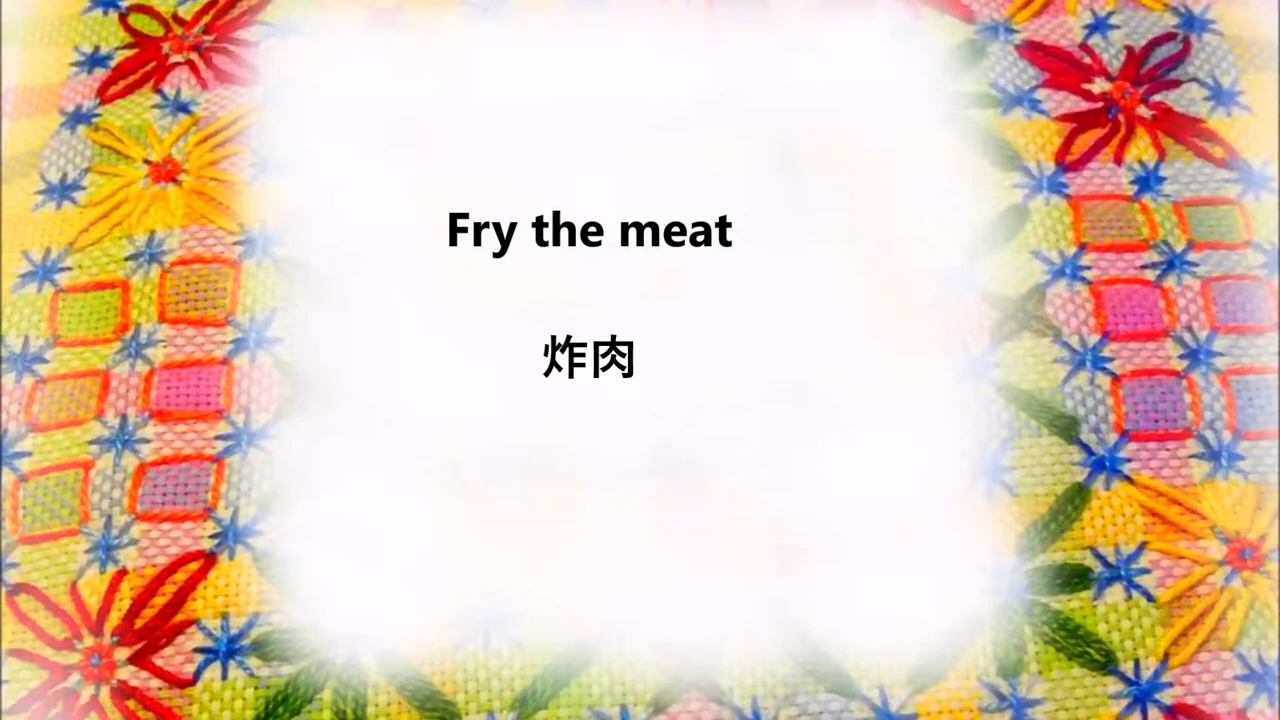 Fry the meat
炸肉